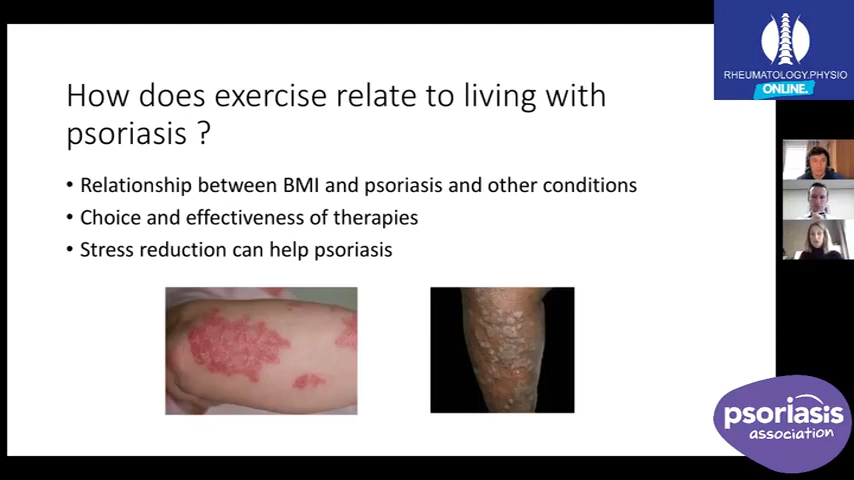 How does exercise relate to living with
psoriasis ?
• Relationship between BMI and psoriasis and other conditions
• Choice and effectiveness of therapies
• Stress reduction can help psoriasis
RHEUMATOLOGY.PHYSIO
ONLINE.
psoriasis
association